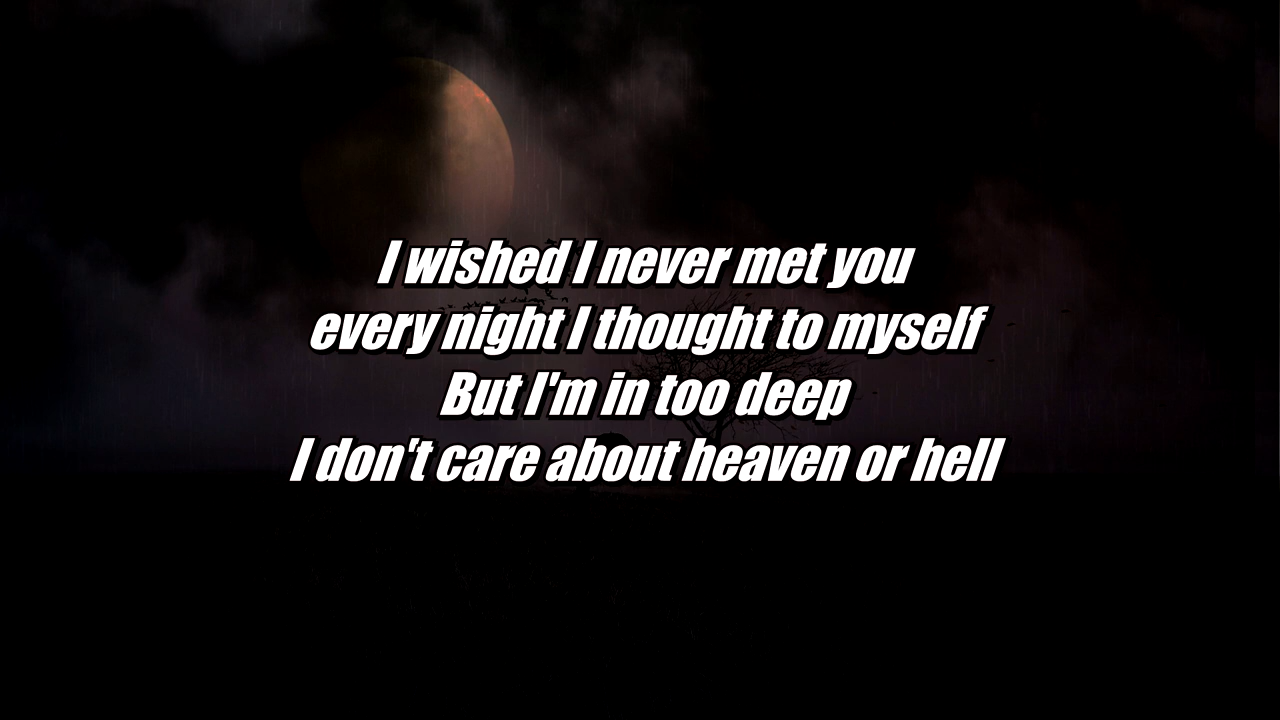 I wished I never met you
every night I thought to myself
But I'm in too deep
I don't care about heaven or hell